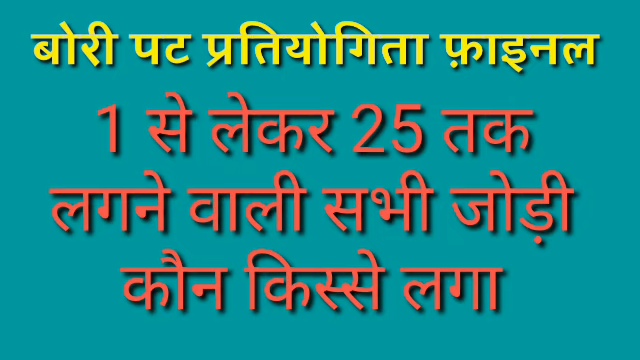 बोरी पट प्रतियोगिता फ़ाइनल
1 से लेकर 25 तक
लगने वाली सभी जोड़ी
कौन किस्से लगा